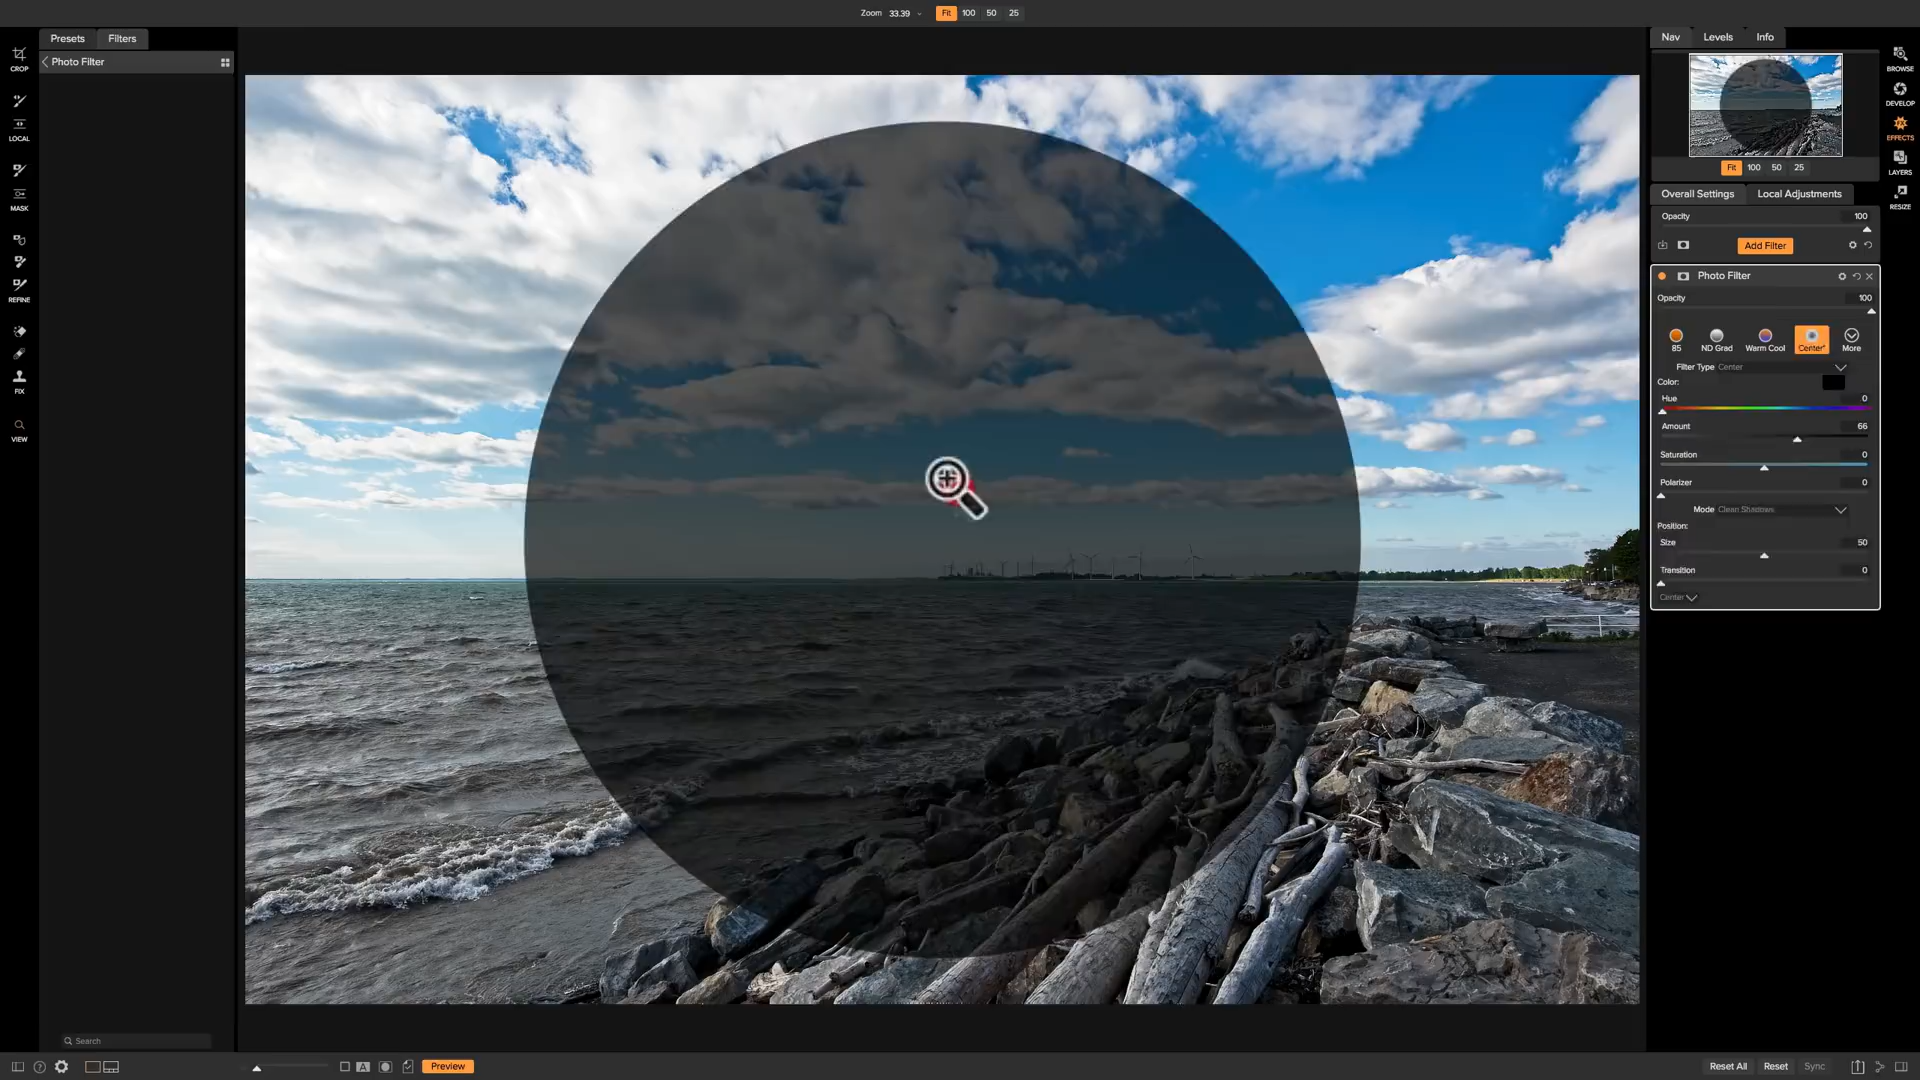 Zoom 33.39 Fit 100 50 25
Presets Filters
Photo Filter
CROP
LOCAL
MASK
REFINE
FIX
VIEW
Search
Preview
Nav Levels Info
Fit 100 50 25
Overall Settings Local Adjustments
Opacity 100
Add Filter
Photo Filter
Opacity 100
85 ND Grad Warm Cool Center* More
Filter Type Center
Color:
Hue 0
Amount 66
Saturation 0
Polarizer 0
Mode Clean Shadows
Position:
Size 50
Transition 0
Center
BROWSE
DEVELOP
EFFECTS
LAYERS
RESIZE
Reset All Reset Sync